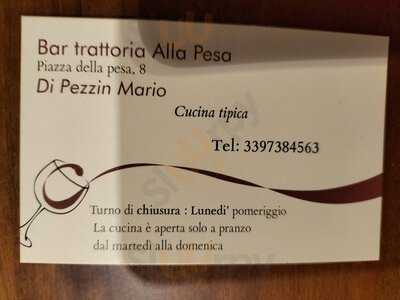 Bar trattoria Alla Pesa
Piazza della pesa, 8
Di Pezzin Mario
Cucina tipica
Tel: 3397384563
Turno di chiusura : Lunedi' pomeriggio
La cucina è aperta solo a pranzo
dal martedì alla domenica